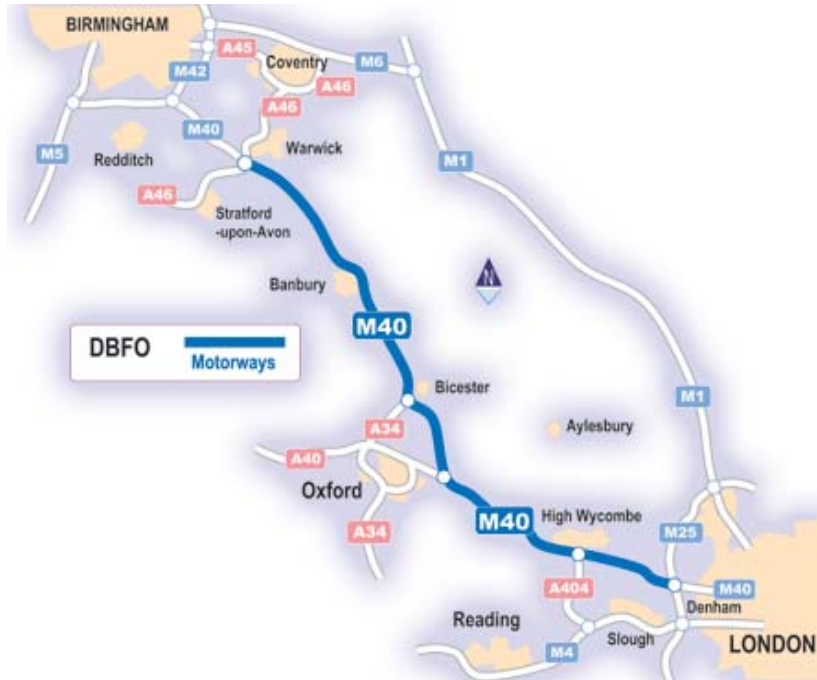 BIRMINGHAM
A45
Coventry
M6
M42
A46
A46
M40
Warwick
M5
Redditch
M1
A46
Stratford
-upon-Avon
N
Banbury
M40
DBFO
Motorways
Bicester
M1
A34
Aylesbury
A40
Oxford
M40
High Wycombe
A34
M25
A404
M40
Denham
Reading
Slough
M4
LONDON